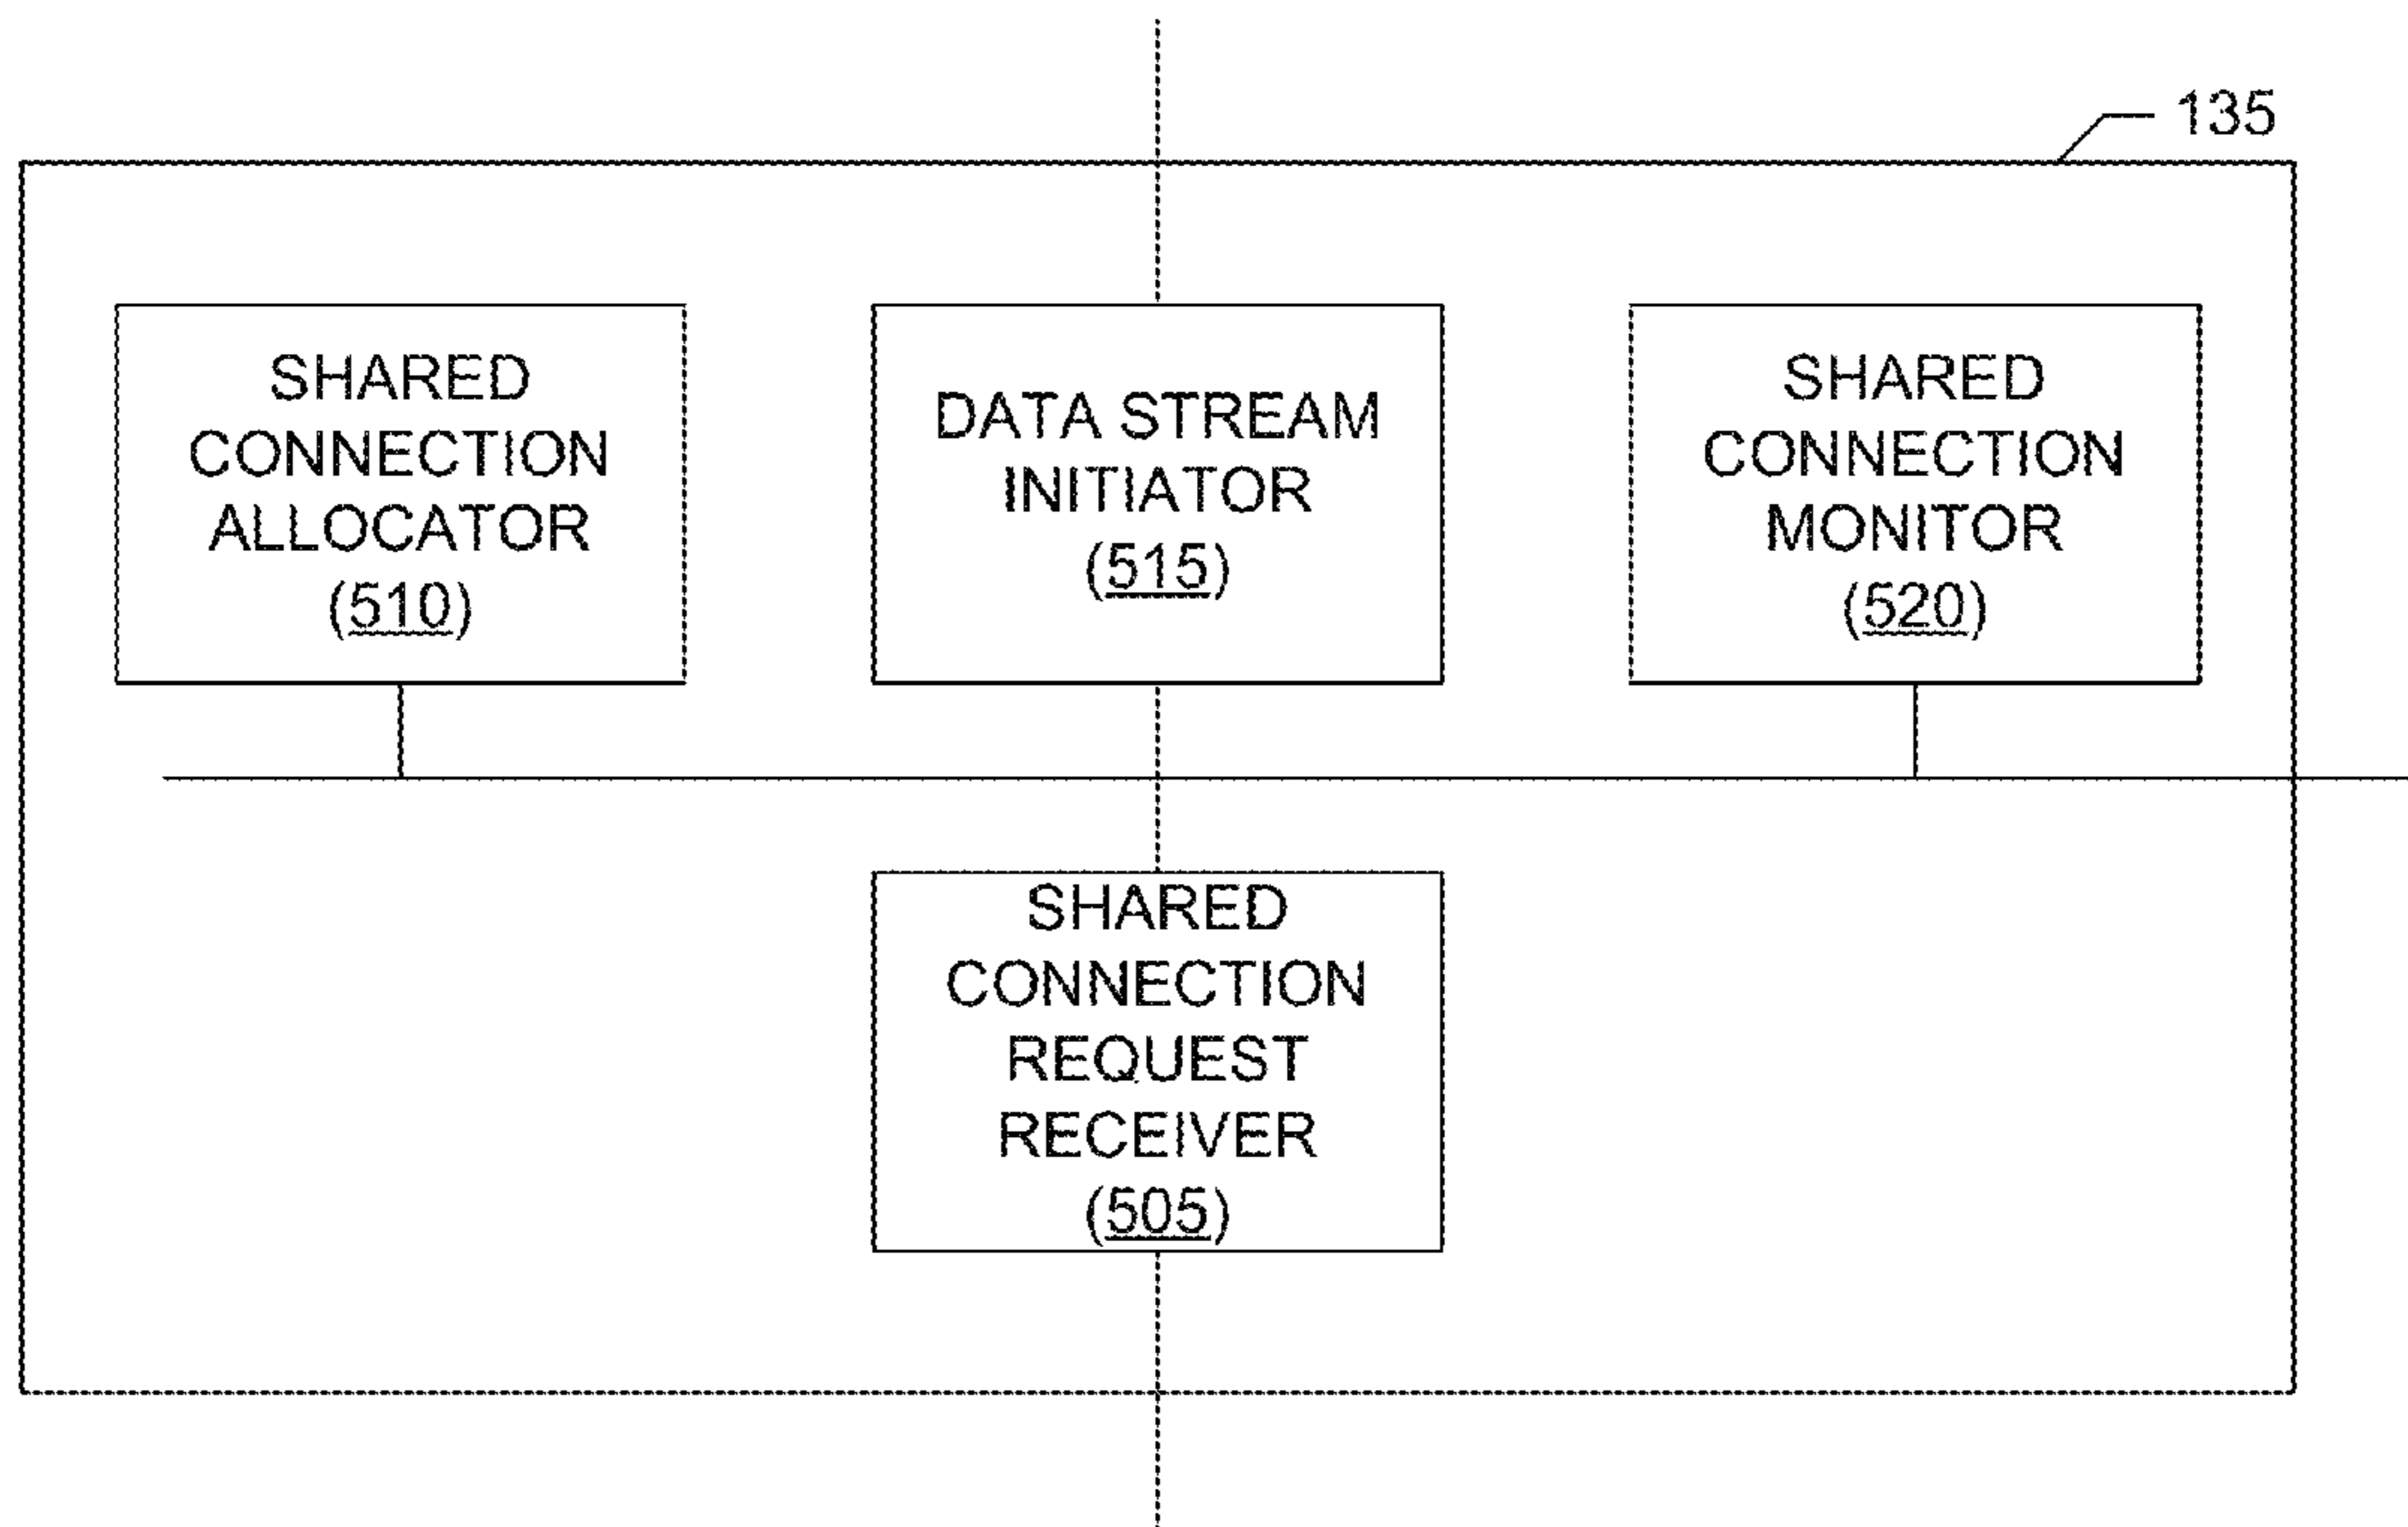 135
SHARED
CONNECTION
ALLOCATOR
(510)
DATA STREAM
INITIATOR
(515)
SHARED
CONNECTION
MONITOR
(520)
SHARED
CONNECTION
REQUEST
RECEIVER
(505)